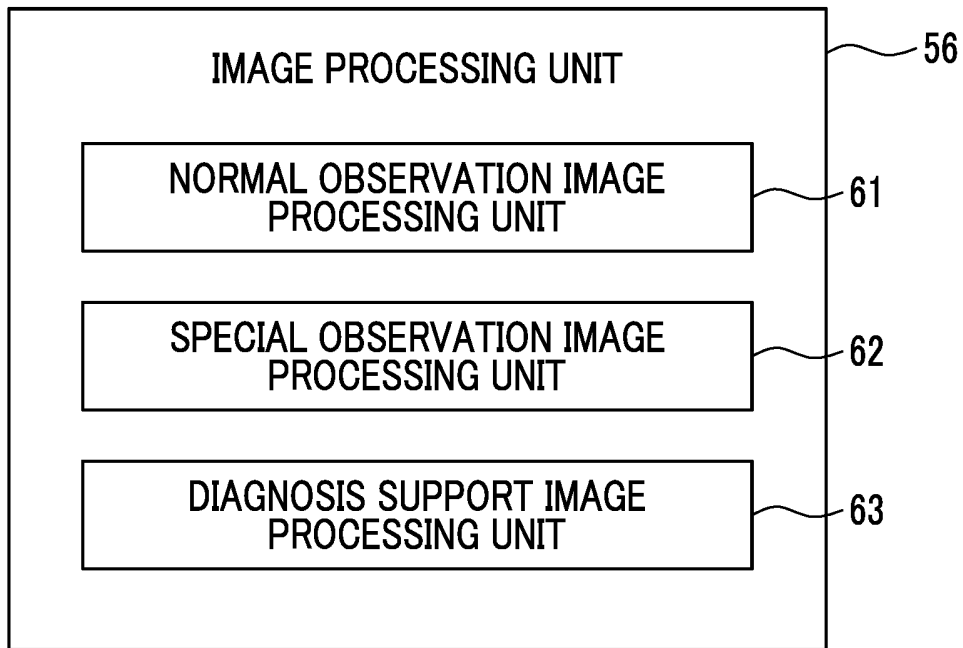 IMAGE PROCESSING UNIT
56
NORMAL OBSERVATION IMAGE
PROCESSING UNIT
61
SPECIAL OBSERVATION IMAGE
PROCESSING UNIT
62
DIAGNOSIS SUPPORT IMAGE
PROCESSING UNIT
63